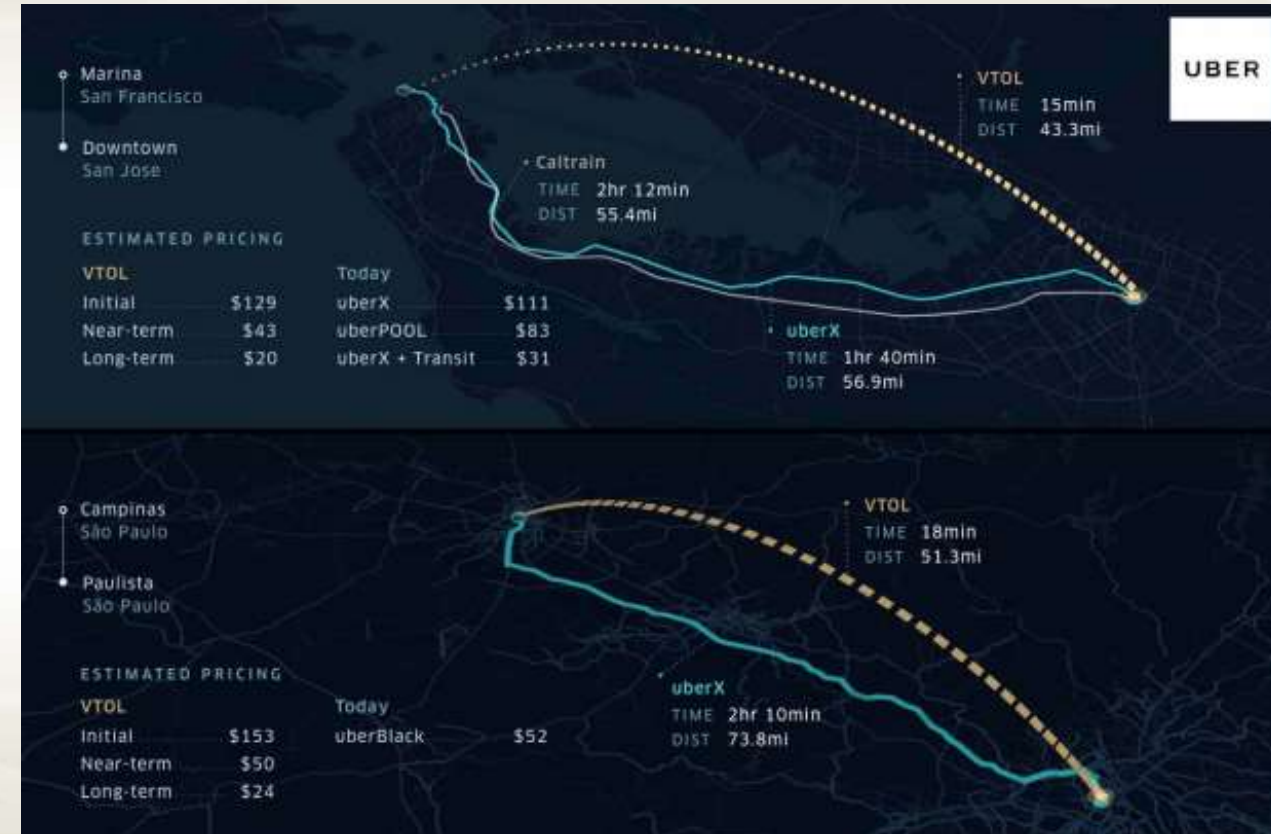 UBER
Marina
San Francisco
Downtown
San Jose
VTOL
TIME 15min
DIST 43.3mi
Caltrain
TIME 2hr 12min
DIST 55.4mi
uberX
TIME 1hr 40min
DIST 56.9mi
ESTIMATED PRICING
VTOL Today
Initial $129 uberX $111
Near-term $43 uberPOOL $83
Long-term $20 uberX + Transit $31
Campinas
São Paulo
Paulista
São Paulo
VTOL
TIME 18min
DIST 51.3mi
uberX
TIME 2hr 10min
DIST 73.8mi
ESTIMATED PRICING
VTOL Today
Initial $153 uberBlack $52
Near-term $50
Long-term $24